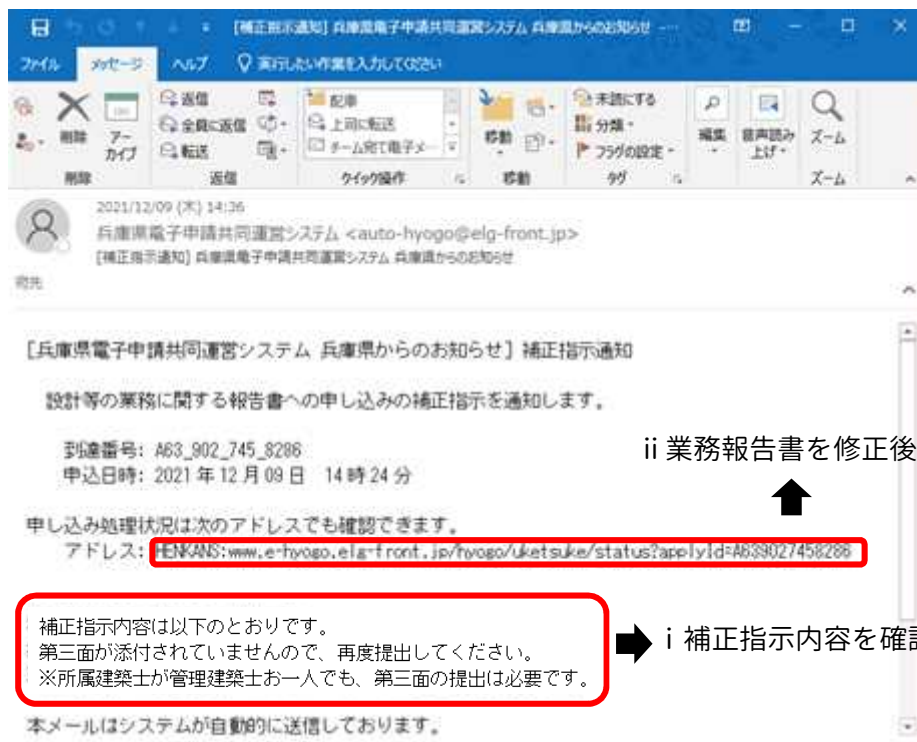 [補正指示通知] 兵庫県電子申請共同運営システム 兵庫県からのお知らせ -...
ファイル メッセージ ヘルプ 実行したい作業を入力してください
削除 アーカイブ
返信
全員に返信
転送
配車
上司に転送
チーム宛て電子メ
移動
未読にする
分類
フラグの設定
編集 音声読み上げ ズーム
削除 返信 クイック操作 移動 タグ ズーム
2021/12/09 (木) 14:36
兵庫県電子申請共同運営システム <auto-hyogo@elg-front.jp>
[補正指示通知] 兵庫県電子申請共同運営システム 兵庫県からのお知らせ
宛先
[兵庫県電子申請共同運営システム 兵庫県からのお知らせ] 補正指示通知
設計等の業務に関する報告書への申し込みの補正指示を通知します。
到達番号: A63_902_745_8286
申込日時: 2021 年 12 月 09 日 14 時 24 分
ⅱ 業務報告書を修正後
申し込み処理状況は次のアドレスでも確認できます。
アドレス: HENKANS:www.e-hyogo.elg-front.jp/hyogo/uketsuke/status?applyId=A639027458286
補正指示内容は以下のとおりです。
第三面が添付されていませんので、再度提出してください。
※所属建築士が管理建築士お一人でも、第三面の提出は必要です。
ⅰ 補正指示内容を確認
本メールはシステムが自動的に送信しております。